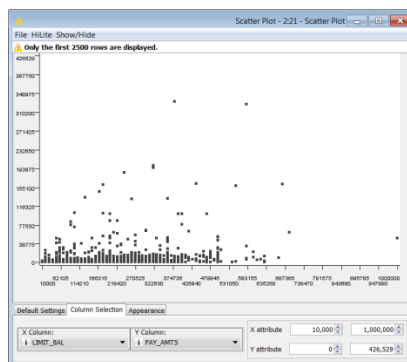 Scatter Plot - 2:21 - Scatter Plot
File HiLite Show/Hide
Only the first 2500 rows are displayed.
426529
387750
348975
310200
271425
232650
193875
155100
116325
77550
38775
0
62105 166315 270525 374735 478945 583155 687365 791575 895785 1000000
10000 114210 218420 322630 426840 531050 635260 739470 843680 947890
Default Settings Column Selection Appearance
X Column: Y Column: X attribute 10,000 1,000,000
LIMIT_BAL PAY_AMT5
Y attribute 0 426,529